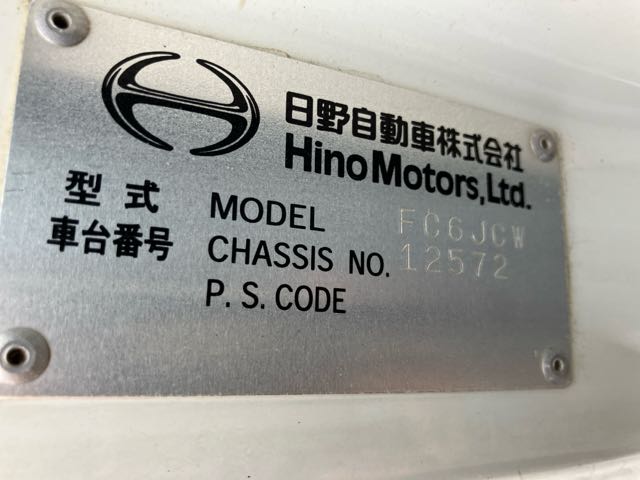 日野自動車株式会社
Hino Motors, Ltd.
型式 MODEL FC6JCW
車台番号 CHASSIS NO. 12572
P. S. CODE